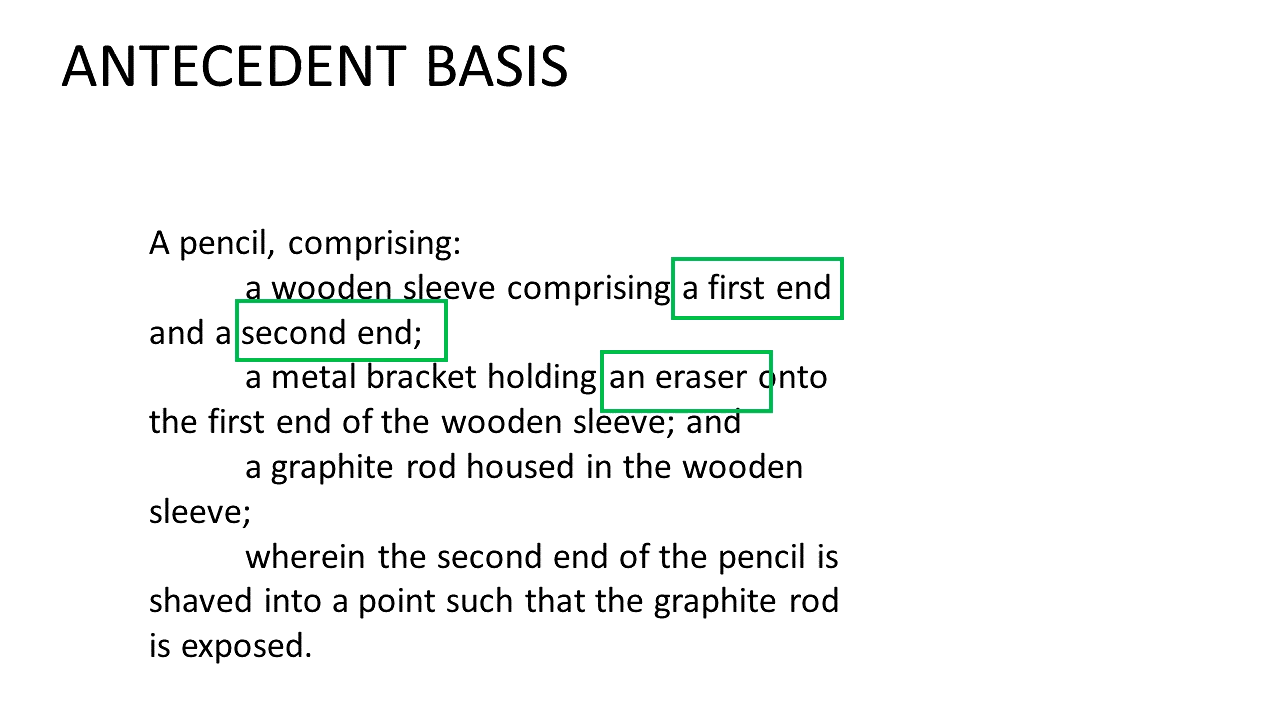 ANTECEDENT BASIS
A pencil, comprising:
a wooden sleeve comprising a first end
and a second end;
a metal bracket holding an eraser onto
the first end of the wooden sleeve; and
a graphite rod housed in the wooden
sleeve;
wherein the second end of the pencil is
shaved into a point such that the graphite rod
is exposed.